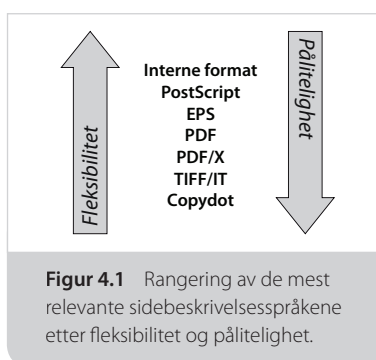 Fleksibilitet
Interne format
PostScript
EPS
PDF
PDF/X
TIFF/IT
Copydot
Pålitelighet
Figur 4.1 Rangering av de mest
relevante sidebeskrivelsesspråkene
etter fleksibilitet og pålitelighet.